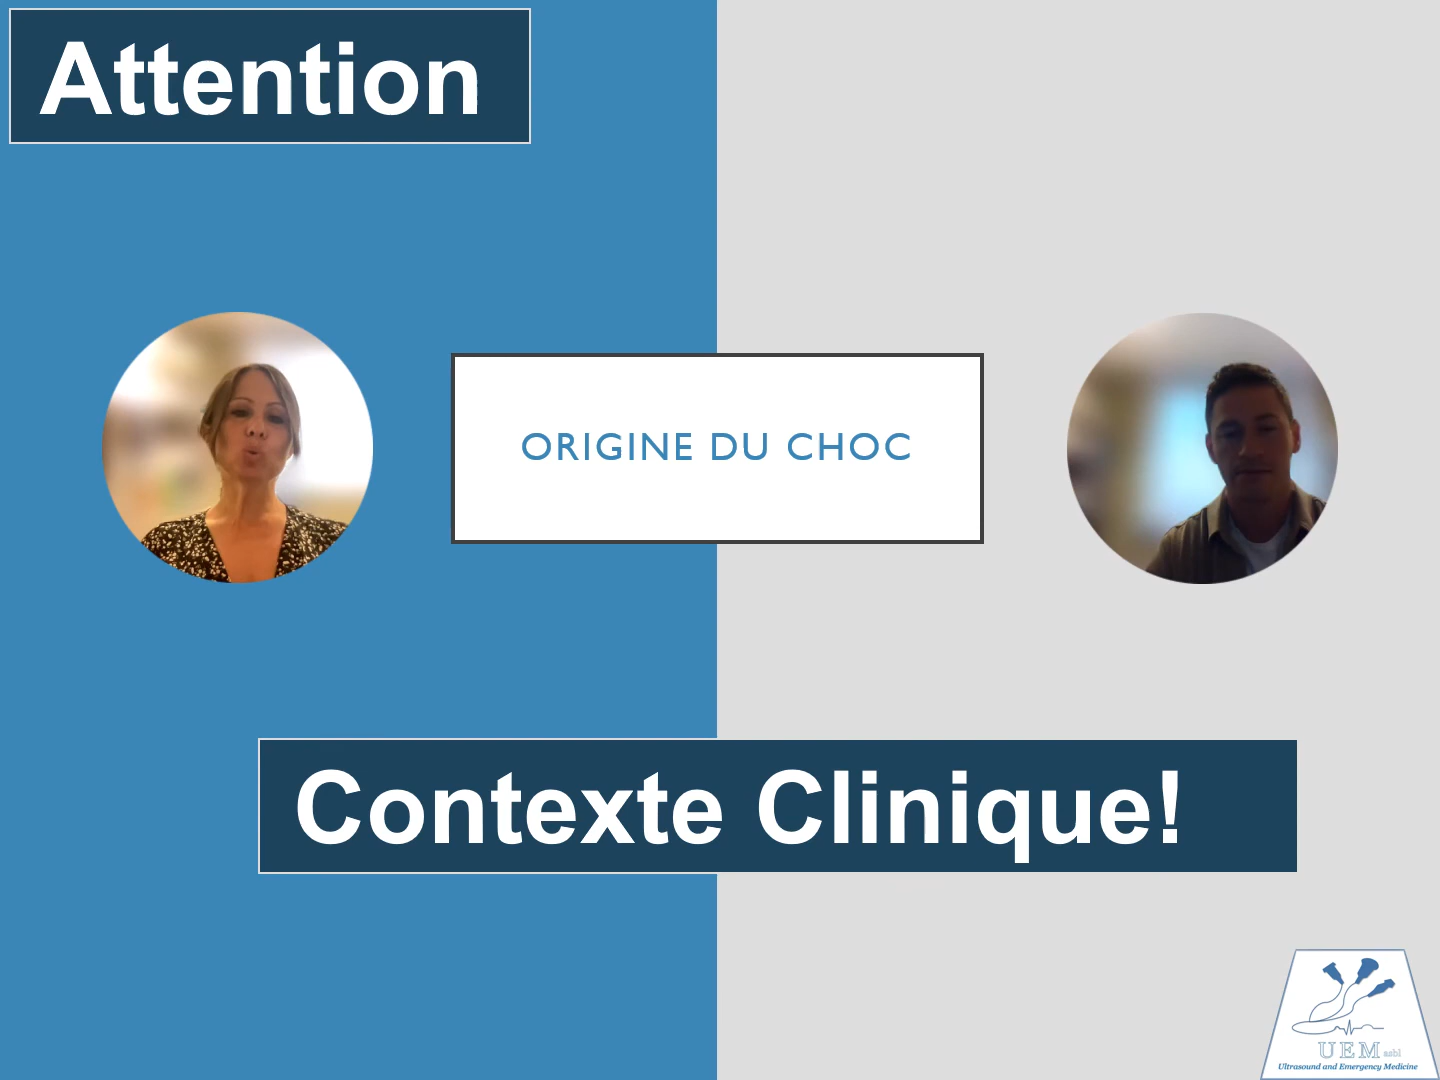 Attention
ORIGINE DU CHOC
Contexte Clinique!
UEM asbl
Ultrasound and Emergency Medicine